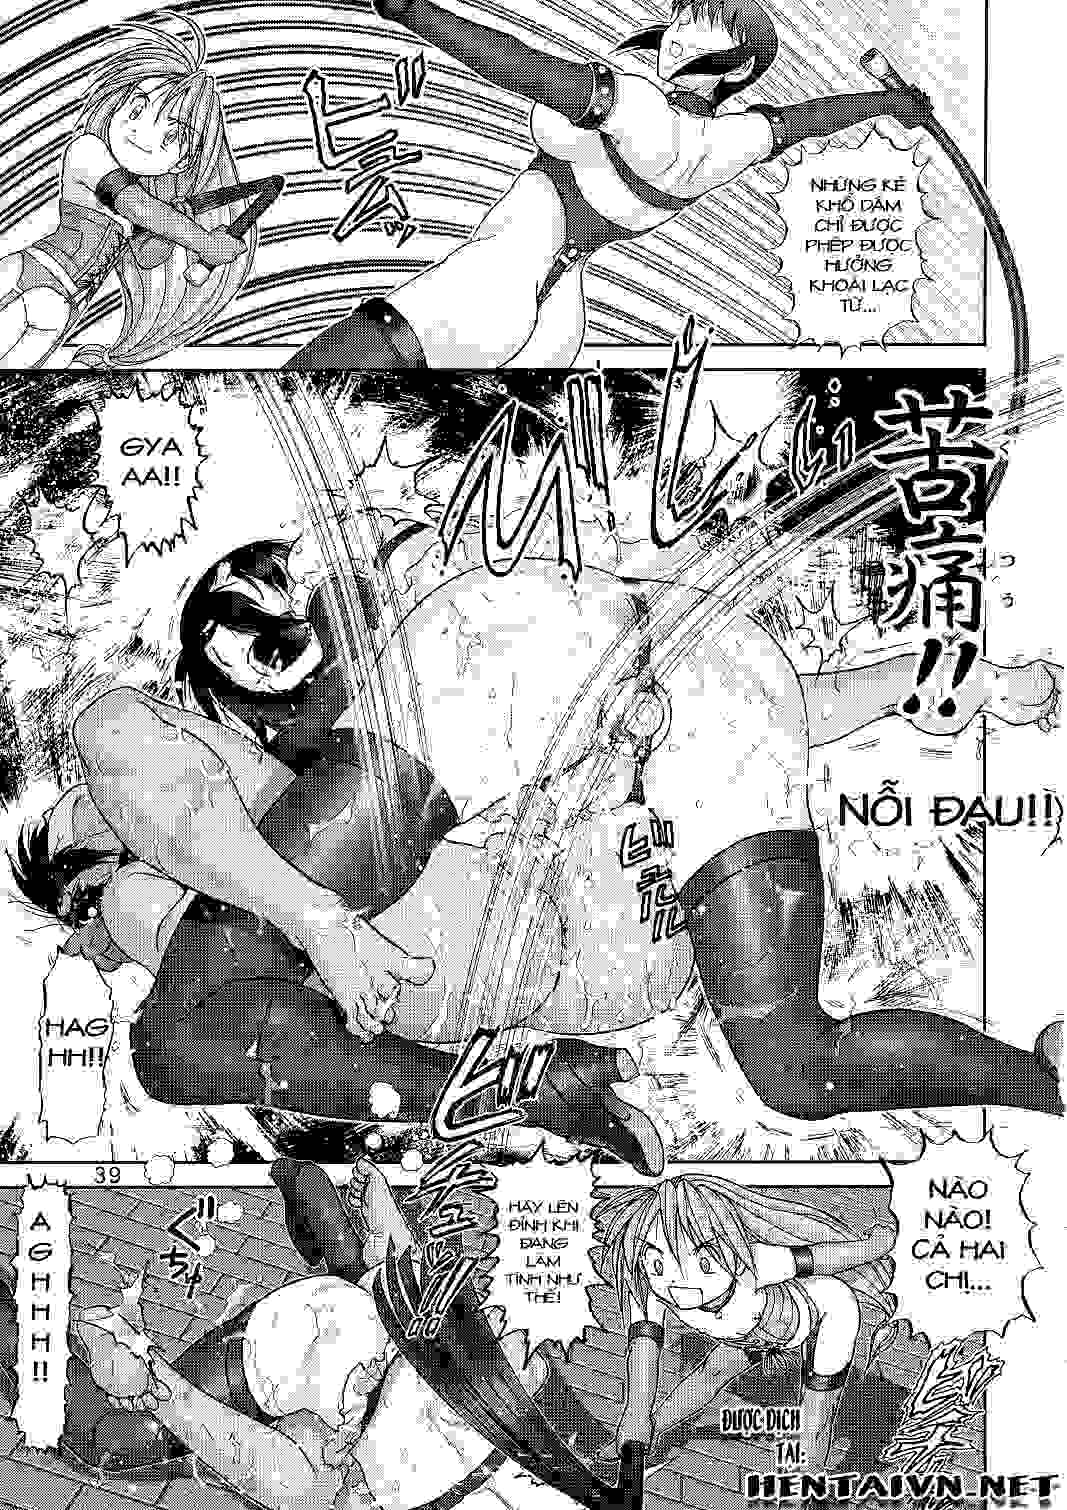 NHỮNG KẺ
KHỔ DÂM
CHỈ ĐƯỢC
PHÉP ĐƯỢC
HƯỞNG
KHOÁI LẠC
TỪ...
GYA
AA!!
苦痛!!
つう
NỖI ĐAU!!
HAG
HH!!
39
NÀO
NÀO!
CẢ HAI
CHỊ...
HÃY LÊN
ĐỈNH KHI
ĐANG
LÀM
TÌNH NHƯ
THẾ!
A
G
H
H
H
H!!
ĐƯỢC DỊCH
TẠI:
HENTAIVN.NET